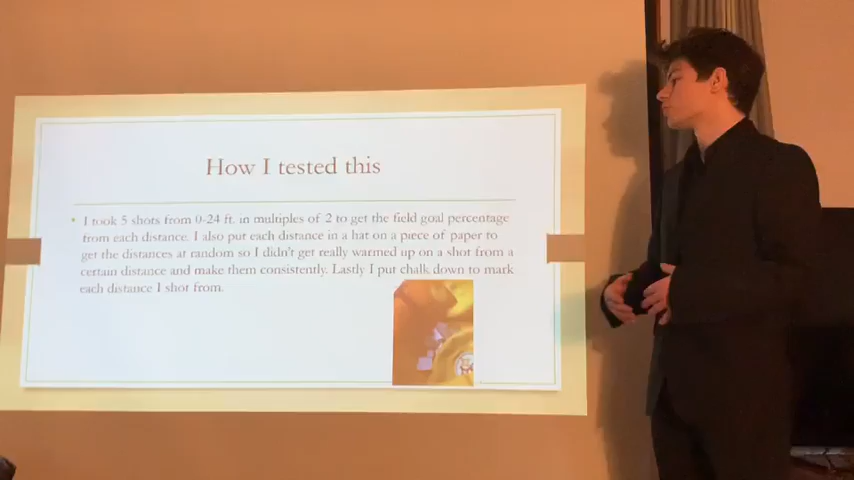 How I tested this
I took 5 shots from 0-24 ft. in multiples of 2 to get the field goal percentage
from each distance. I also put each distance in a hat on a piece of paper to
get the distances at random so I didn't get really warmed up on a shot from a
certain distance and make them consistently. Lastly I put chalk down to mark
each distance I shot from.